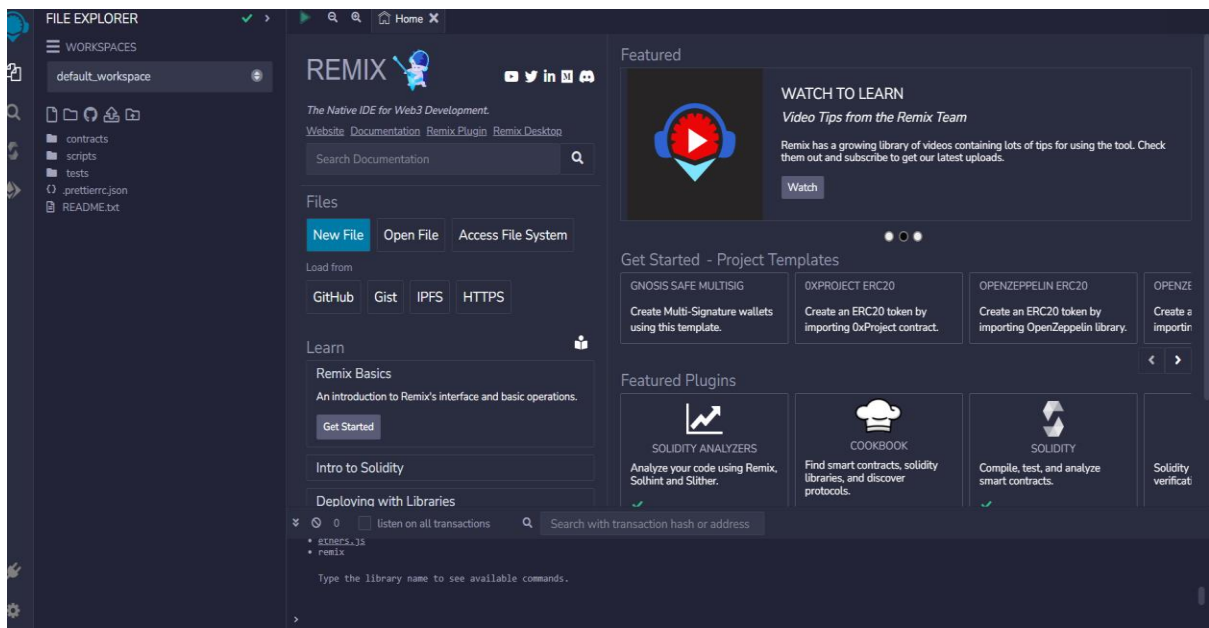 FILE EXPLORER
WORKSPACES
default_workspace
contracts
scripts
tests
.prettierrc.json
README.txt
Home
REMIX
The Native IDE for Web3 Development.
Website Documentation Remix Plugin Remix Desktop
Search Documentation
Files
New File Open File Access File System
Load from
GitHub Gist IPFS HTTPS
Learn
Remix Basics
An introduction to Remix's interface and basic operations.
Get Started
Intro to Solidity
Deploying with Libraries
Featured
WATCH TO LEARN
Video Tips from the Remix Team
Remix has a growing library of videos containing lots of tips for using the tool. Check
them out and subscribe to get our latest uploads.
Watch
Get Started - Project Templates
GNOSIS SAFE MULTISIG
Create Multi-Signature wallets
using this template.
0XPROJECT ERC20
Create an ERC20 token by
importing 0xProject contract.
OPENZEPPELIN ERC20
Create an ERC20 token by
importing OpenZeppelin library.
OPENZE
Create a
importin
Featured Plugins
SOLIDITY ANALYZERS
Analyze your code using Remix,
Solhint and Slither.
COOKBOOK
Find smart contracts, solidity
libraries, and discover
protocols.
SOLIDITY
Compile, test, and analyze
smart contracts.
Solidity
verificati
0 listen on all transactions Search with transaction hash or address
• ethers.js
• remix
Type the library name to see available commands.
>